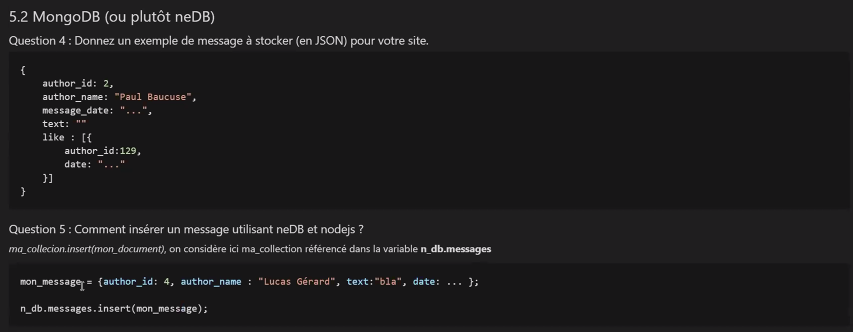 5.2 MongoDB (ou plutôt neDB)
Question 4 : Donnez un exemple de message à stocker (en JSON) pour votre site.
{
    author_id: 2,
    author_name: "Paul Baucuse",
    message_date: "...",
    text: ""
    like : [{
        author_id:129,
        date: "..."
    }]
}
Question 5 : Comment insérer un message utilisant neDB et nodejs ?
ma_collecion.insert(mon_document), on considère ici ma_collection référencé dans la variable n_db.messages
mon_message = {author_id: 4, author_name : "Lucas Gérard", text:"bla", date: ... };
n_db.messages.insert(mon_message);